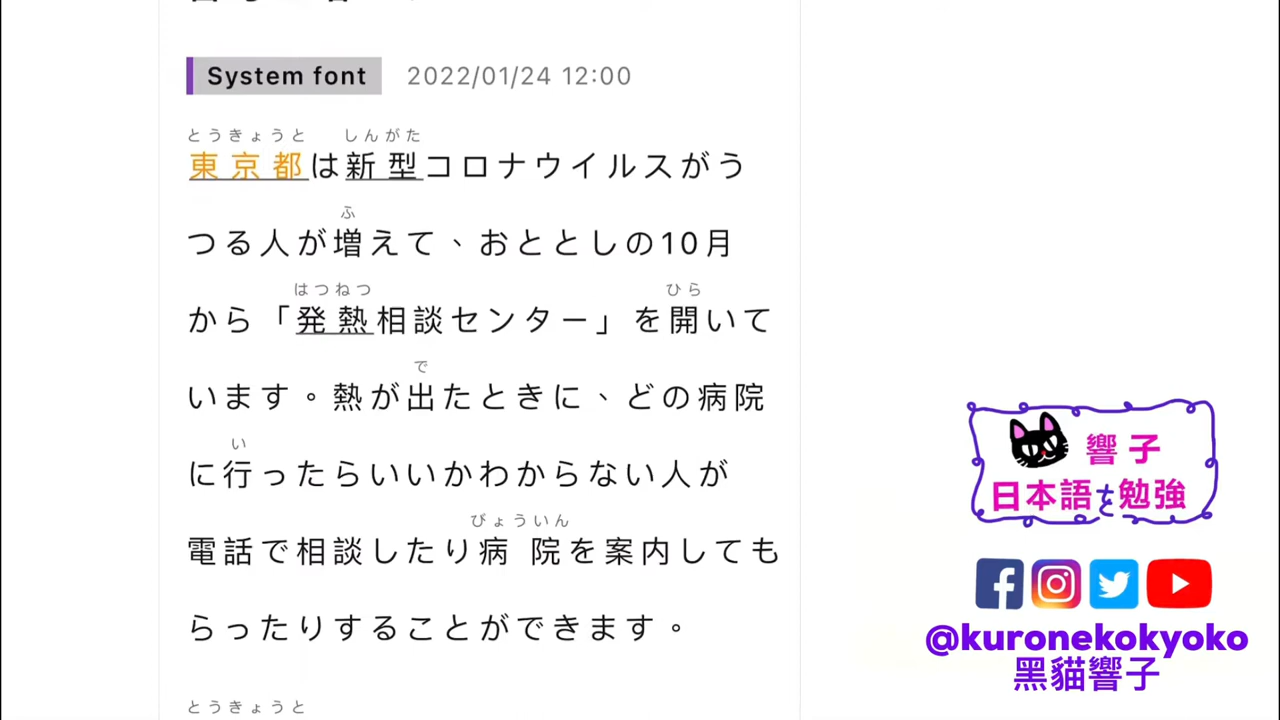 System font 2022/01/24 12:00
とうきょうと しんがた
東京都は新型コロナウイルスがう
ふ
つる人が増えて、おととしの10月
はつねつ ひら
から「発熱相談センター」を開いて
で
います。熱が出たときに、どの病院
い
に行ったらいいかわからない人が
びょういん
電話で相談したり病院を案内しても
らったりすることができます。
とうきょうと
響子
日本語を勉強
@kuronekokyoko
黑貓響子